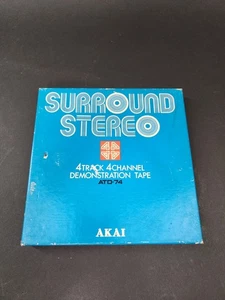 SURROUND
STEREO
4TRACK 4CHANNEL
DEMONSTRATION TAPE
ATD-74
AKAI